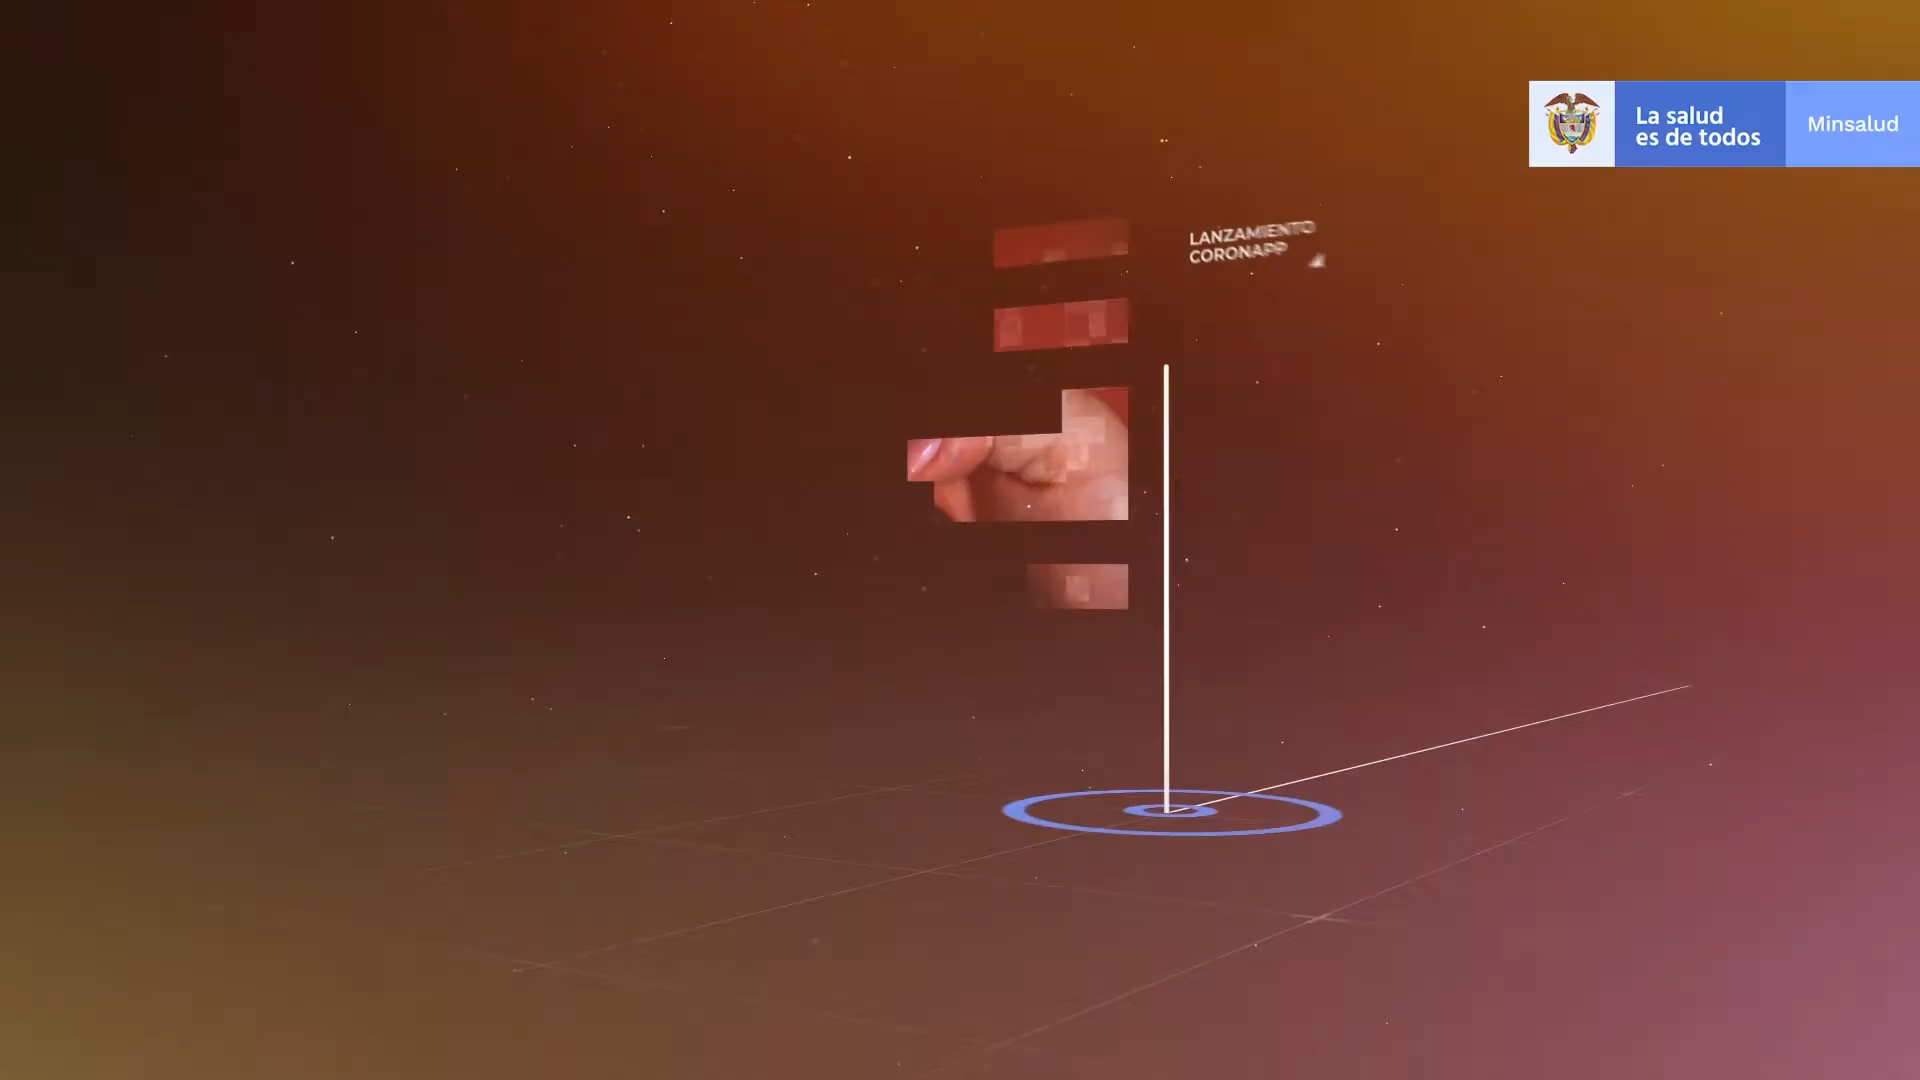 La salud
es de todos
Minsalud
LANZAMIENTO
CORONAPP